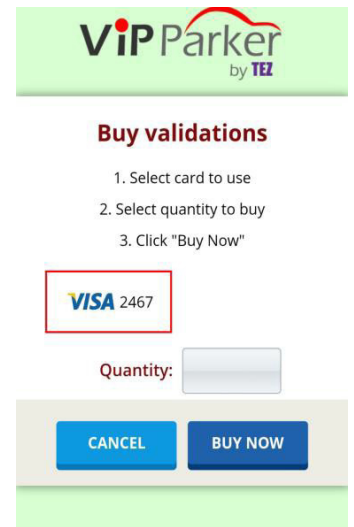 ViP Parker
by TEZ
Buy validations
1. Select card to use
2. Select quantity to buy
3. Click "Buy Now"
VISA 2467
Quantity:
CANCEL BUY NOW